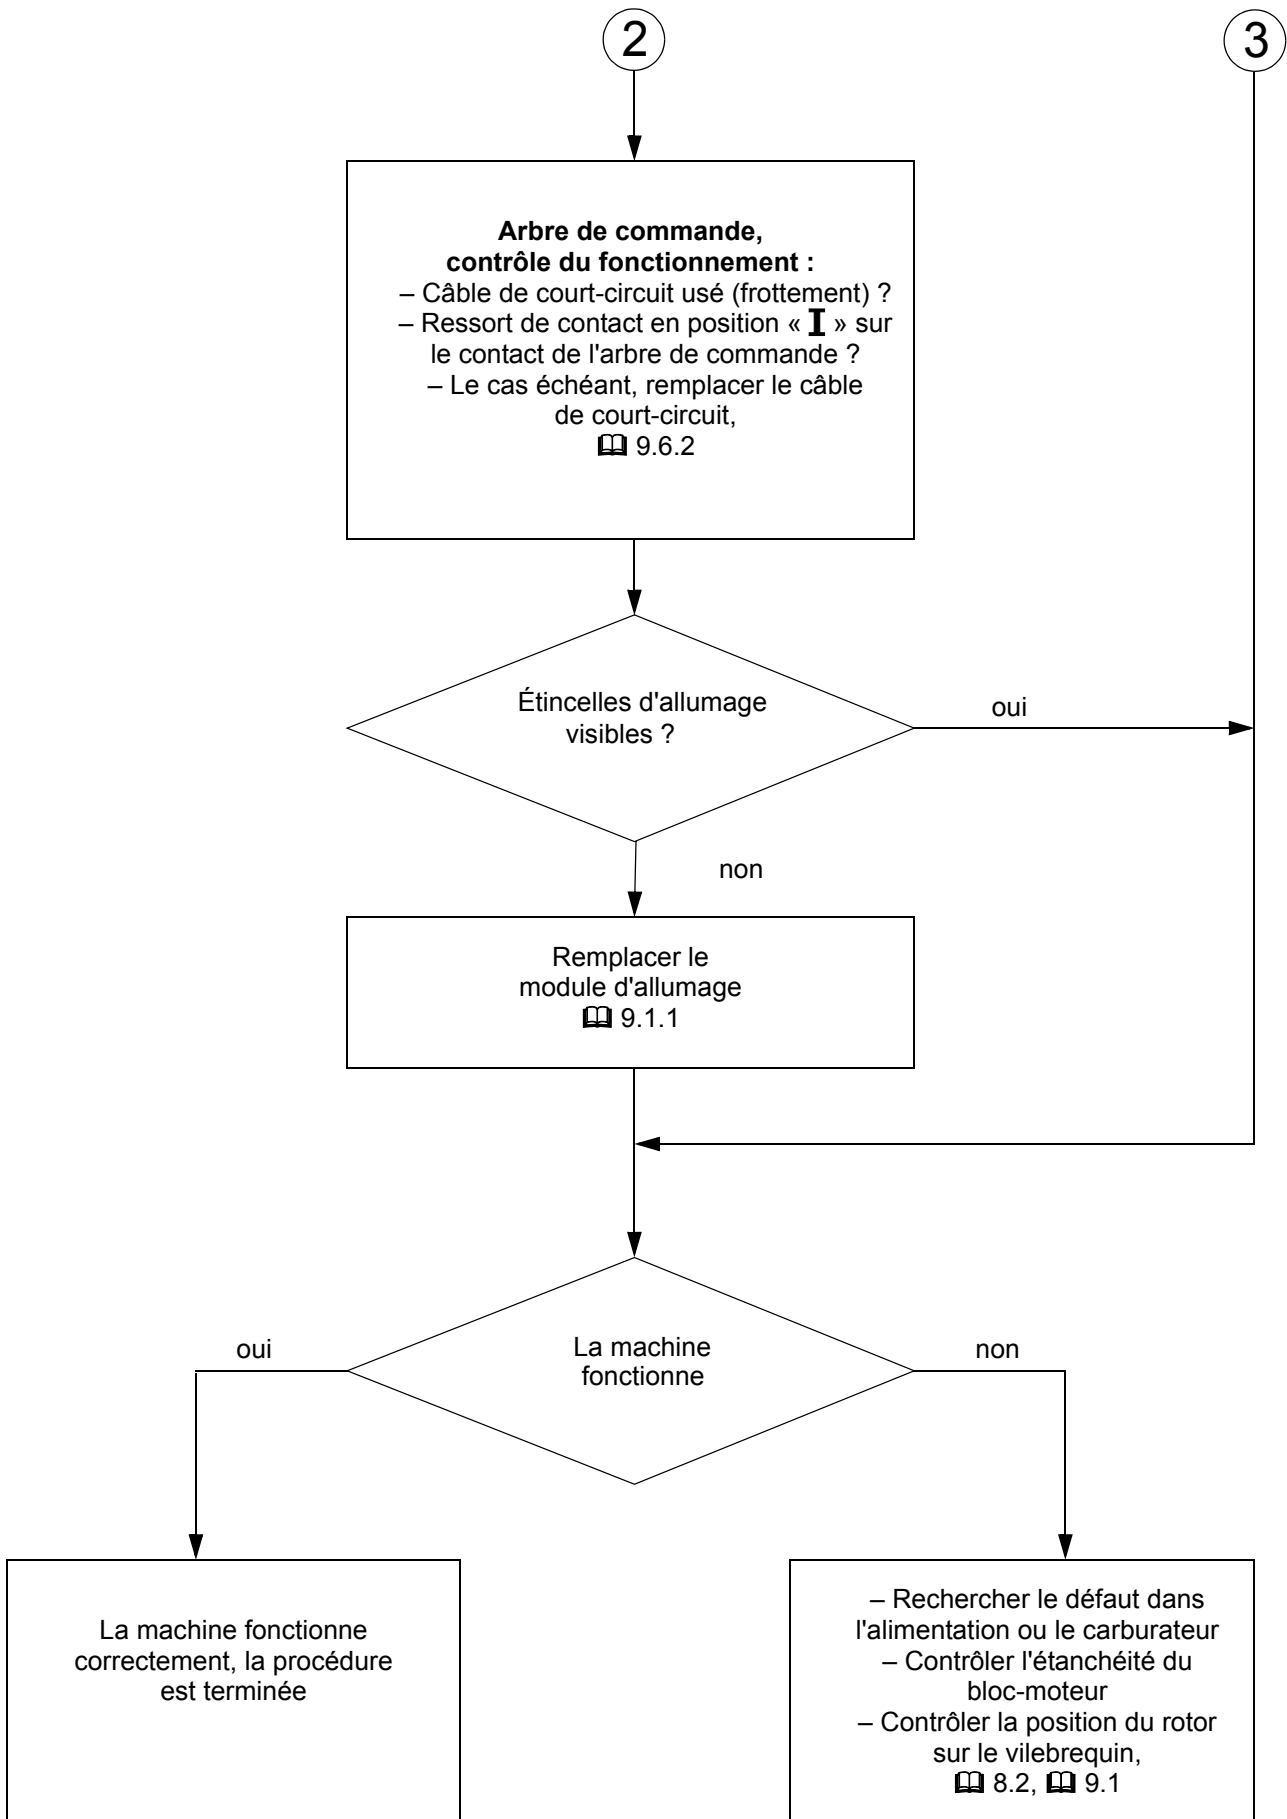 2
3
Arbre de commande,
contrôle du fonctionnement :
– Câble de court-circuit usé (frottement) ?
– Ressort de contact en position « I » sur
le contact de l'arbre de commande ?
– Le cas échéant, remplacer le câble
de court-circuit,
9.6.2
Étincelles d'allumage
visibles ?
oui
non
Remplacer le
module d'allumage
9.1.1
La machine
fonctionne
oui
non
La machine fonctionne
correctement, la procédure
est terminée
– Rechercher le défaut dans
l'alimentation ou le carburateur
– Contrôler l'étanchéité du
bloc-moteur
– Contrôler la position du rotor
sur le vilebrequin,
8.2, 9.1